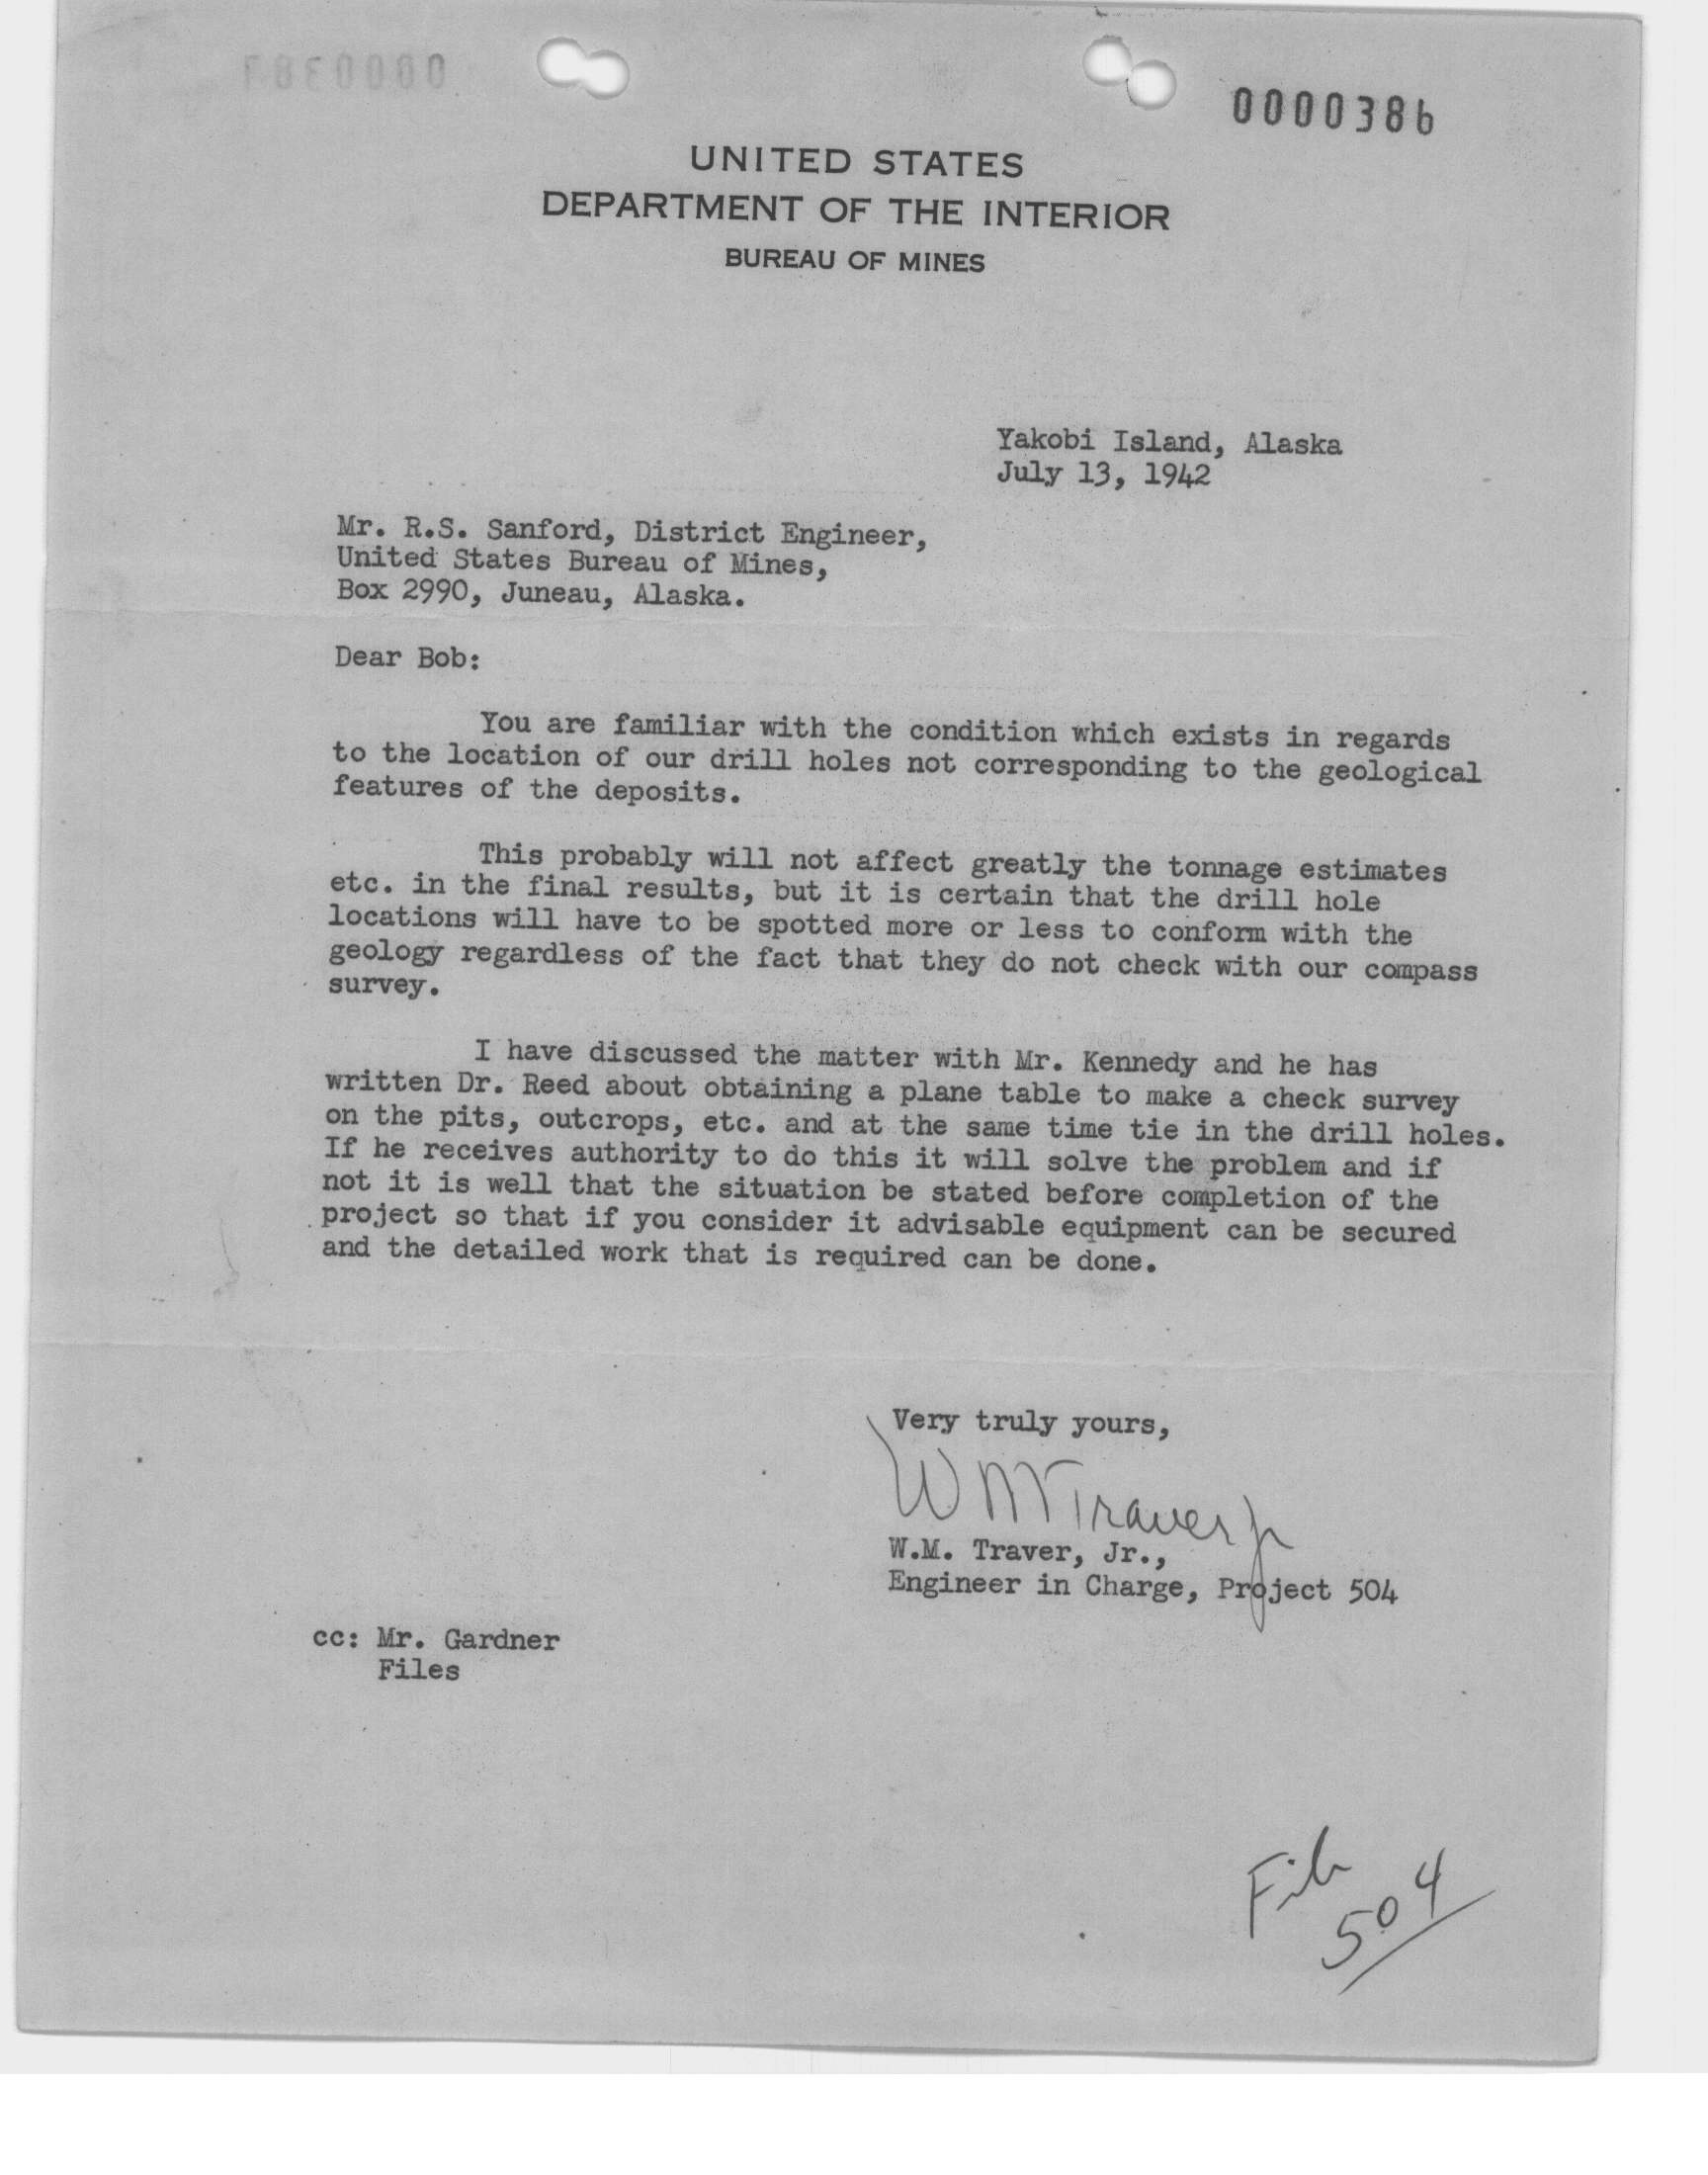 0000386
UNITED STATES
DEPARTMENT OF THE INTERIOR
BUREAU OF MINES
Yakobi Island, Alaska
July 13, 1942
Mr. R.S. Sanford, District Engineer,
United States Bureau of Mines,
Box 2990, Juneau, Alaska.
Dear Bob:
You are familiar with the condition which exists in regards
to the location of our drill holes not corresponding to the geological
features of the deposits.
This probably will not affect greatly the tonnage estimates
etc. in the final results, but it is certain that the drill hole
locations will have to be spotted more or less to conform with the
geology regardless of the fact that they do not check with our compass
survey.
I have discussed the matter with Mr. Kennedy and he has
written Dr. Reed about obtaining a plane table to make a check survey
on the pits, outcrops, etc. and at the same time tie in the drill holes.
If he receives authority to do this it will solve the problem and if
not it is well that the situation be stated before completion of the
project so that if you consider it advisable equipment can be secured
and the detailed work that is required can be done.
Very truly yours,
W M Traver Jr
W.M. Traver, Jr.,
Engineer in Charge, Project 504
cc: Mr. Gardner
Files
File
504